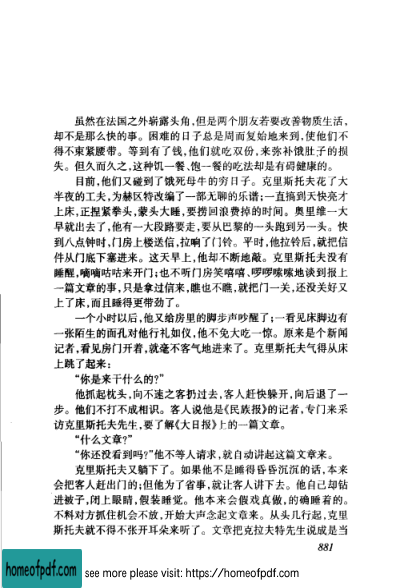 虽然在法国之外崭露头角,但是两个朋友若要改善物质生活,
却不是那么快的事。困难的日子总是周而复始地来到,使他们不
得不束紧腰带。等到有了钱,他们就吃双份,来弥补饿肚子的损
失。但久而久之,这种饥一餐、饱一餐的吃法却是有碍健康的。
目前,他们又碰到了饿死母牛的穷日子。克里斯托夫花了大
半夜的工夫,为赫区特改编了一部无聊的乐谱;一直搞到天快亮才
上床,正捏紧拳头,蒙头大睡,要捞回浪费掉的时间。奥里维一大
早就出去了,他有一大段路要走,要从巴黎的一头跑到另一头。快
到八点钟时,门房上楼送信,拉响了门铃。平时,他拉铃后,就把信
件从门底下塞进来。这天早上,他却不断地敲。克里斯托夫没有
睡醒,嘀嘀咕咕来开门;也不听门房笑嘻嘻、啰啰嗦嗦地谈到报上
一篇文章的事,只是拿过信来,瞧也不瞧,就把门一关,还没关好又
上了床,而且睡得更带劲了。
一个小时以后,他又给房里的脚步声吵醒了;一看见床脚边有
一张陌生的面孔对他行礼如仪,他不免大吃一惊。原来是个新闻
记者,看见房门开着,就毫不客气地进来了。克里斯托夫气得从床
上跳了起来:
“你是来干什么的?”
他抓起枕头,向不速之客扔过去,客人赶快躲开,向后退了一
步。他们不打不成相识。客人说他是《民族报》的记者,专门来采
访克里斯托夫先生,要了解《大日报》上的一篇文章。
“什么文章?”
“你还没看到吗?”他不等人请求,就自动讲起这篇文章来。
克里斯托夫又躺下了。如果他不是睡得昏昏沉沉的话,本来
会把客人赶出门的;但他为了省事,就让客人讲下去。他自己却钻
进被子,闭上眼睛,假装睡觉。他本来会假戏真做,的确睡着的。
不料对方抓住机会不放,开始大声念起文章来。从头几行起,克里
斯托夫就不得不张开耳朵来听了。文章把克拉夫特先生说成是当
881
homeofpdf.com
see more please visit: https://homeofpdf.com